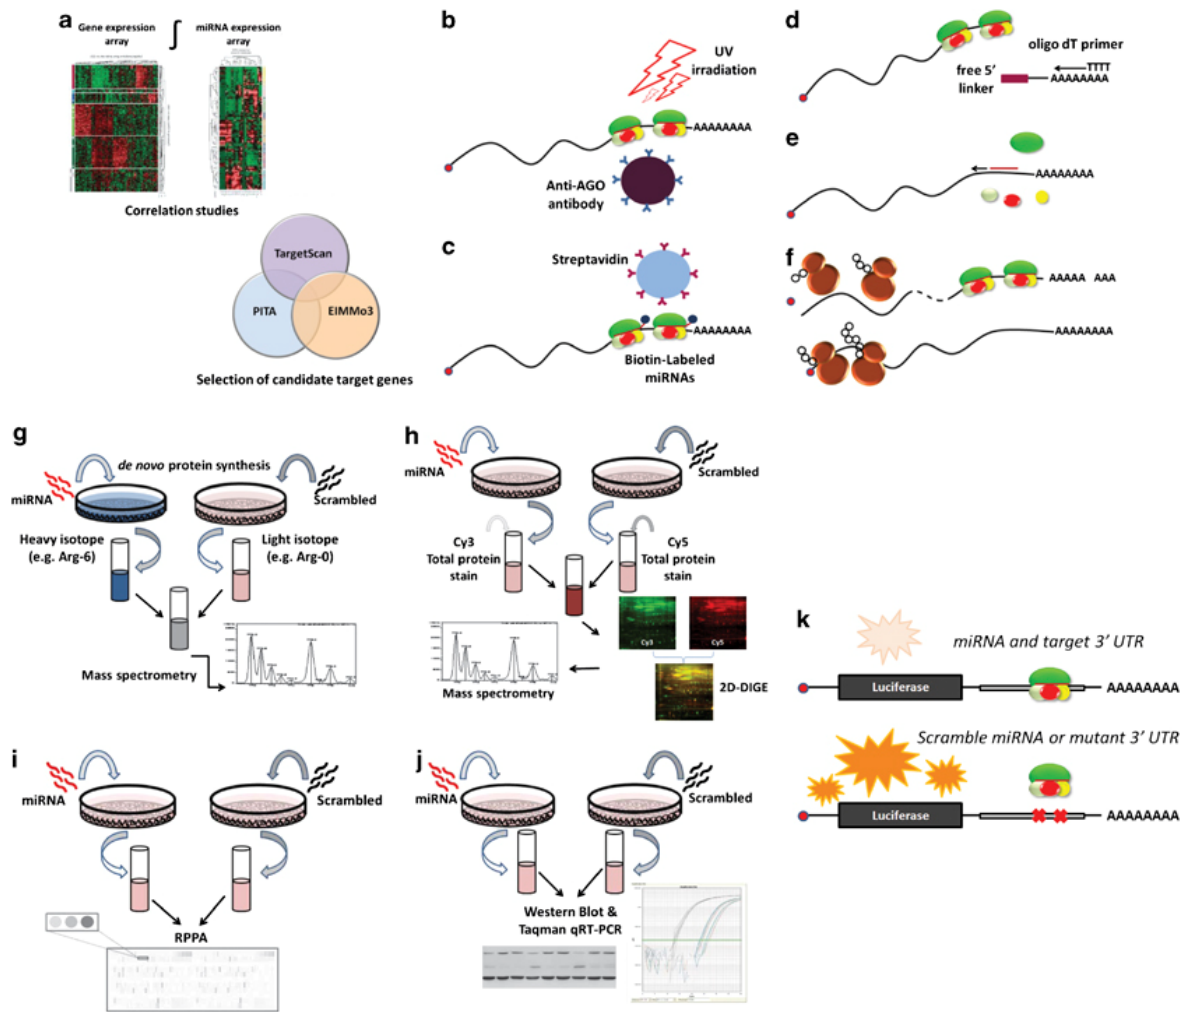 a
Gene expression
array
∫
miRNA expression
array
Correlation studies
TargetScan
PITA
EIMMo3
Selection of candidate target genes
b
UV
irradiation
AAAAAAAA
Anti-AGO
antibody
c
Streptavidin
AAAAAAAA
Biotin-Labeled
miRNAs
d
oligo dT primer
TTTT
free 5'
linker
AAAAAAAA
e
AAAAAAAA
f
AAAAA AAA
AAAAAAAA
g
de novo protein synthesis
miRNA
Scrambled
Heavy isotope
(e.g. Arg-6)
Light isotope
(e.g. Arg-0)
Mass spectrometry
h
miRNA
Scrambled
Cy3
Total protein
stain
Cy5
Total protein
stain
Cy3
Cy5
Mass spectrometry
2D-DIGE
i
miRNA
Scrambled
RPPA
j
miRNA
Scrambled
Western Blot &
Taqman qRT-PCR
k
miRNA and target 3' UTR
Luciferase
AAAAAAAA
Scramble miRNA or mutant 3' UTR
Luciferase
AAAAAAAA